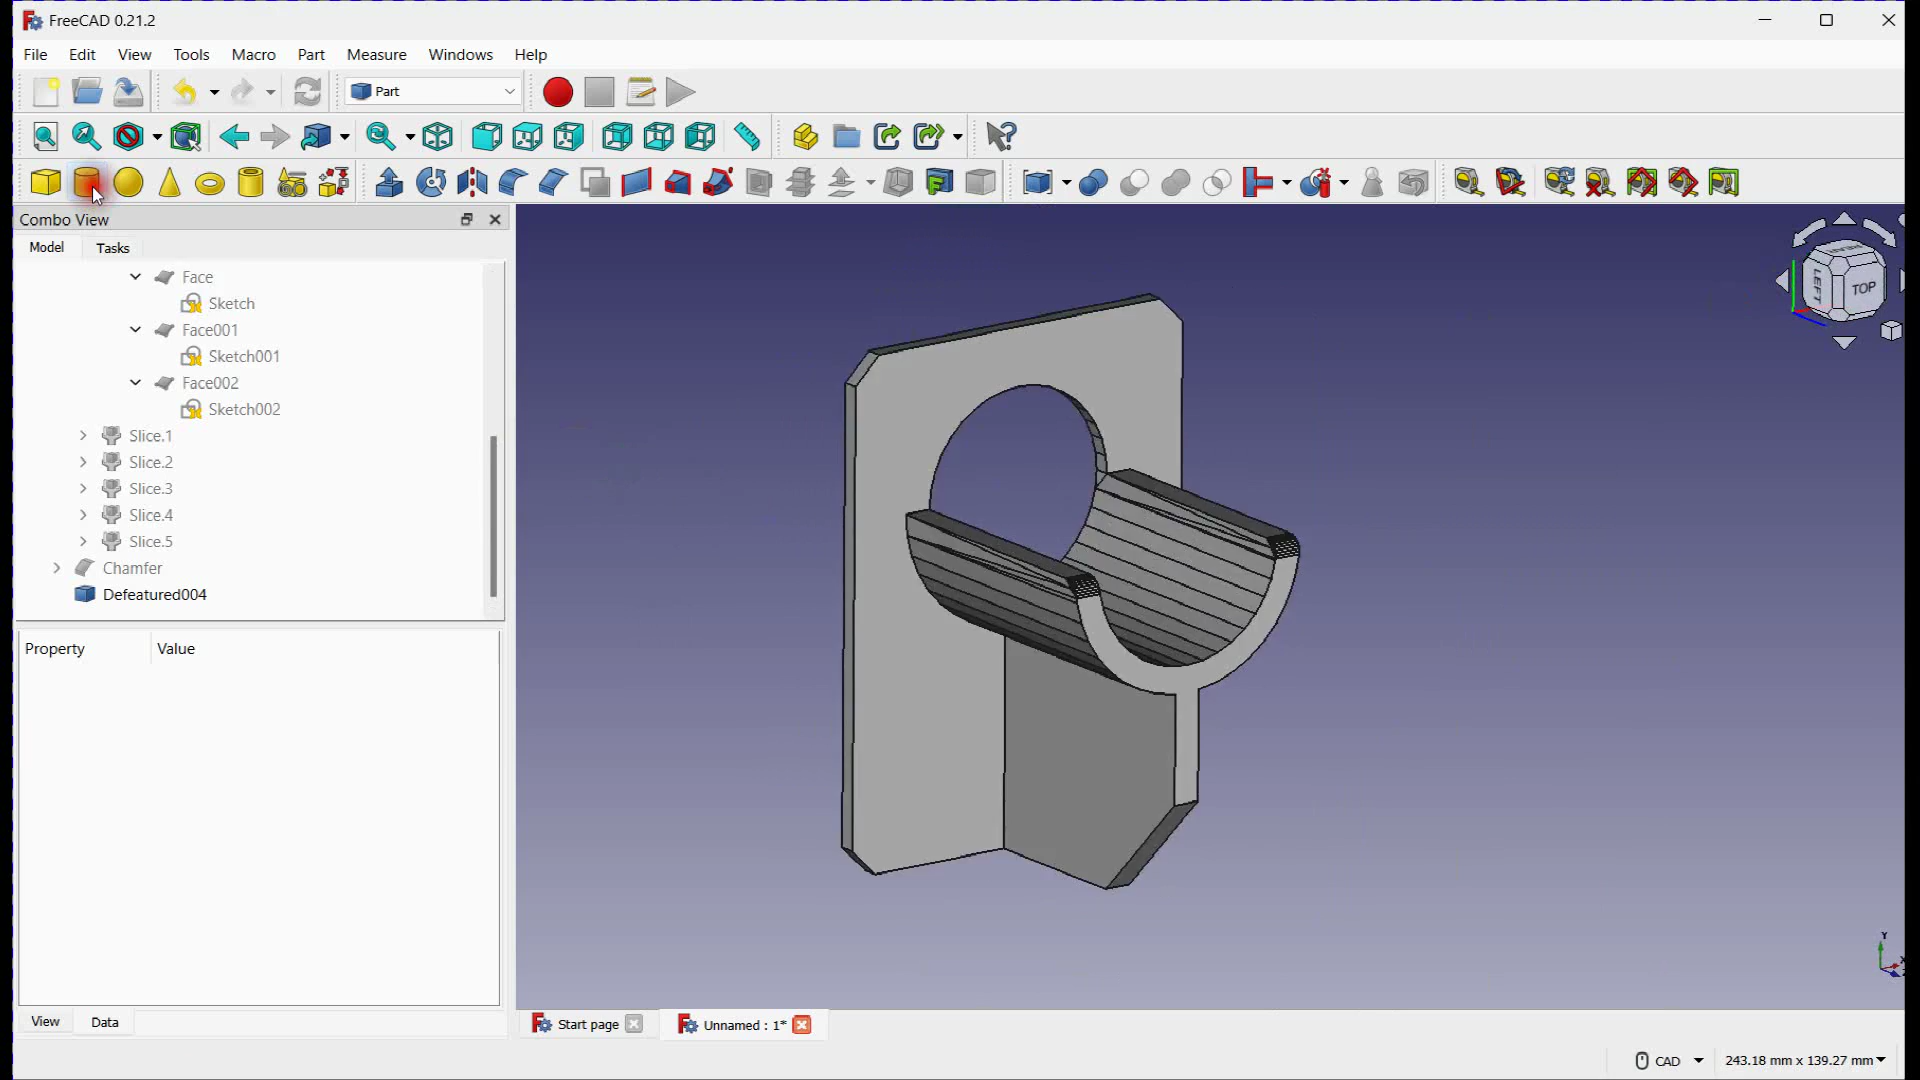 FreeCAD 0.21.2
File Edit View Tools Macro Part Measure Windows Help
Part
Combo View
Model Tasks
Face
Sketch
Face001
Sketch001
Face002
Sketch002
Slice.1
Slice.2
Slice.3
Slice.4
Slice.5
Chamfer
Defeatured004
Property Value
View Data
REAR
LEFT
TOP
Y
X
Z
Start page
Unnamed : 1*
CAD
243.18 mm x 139.27 mm